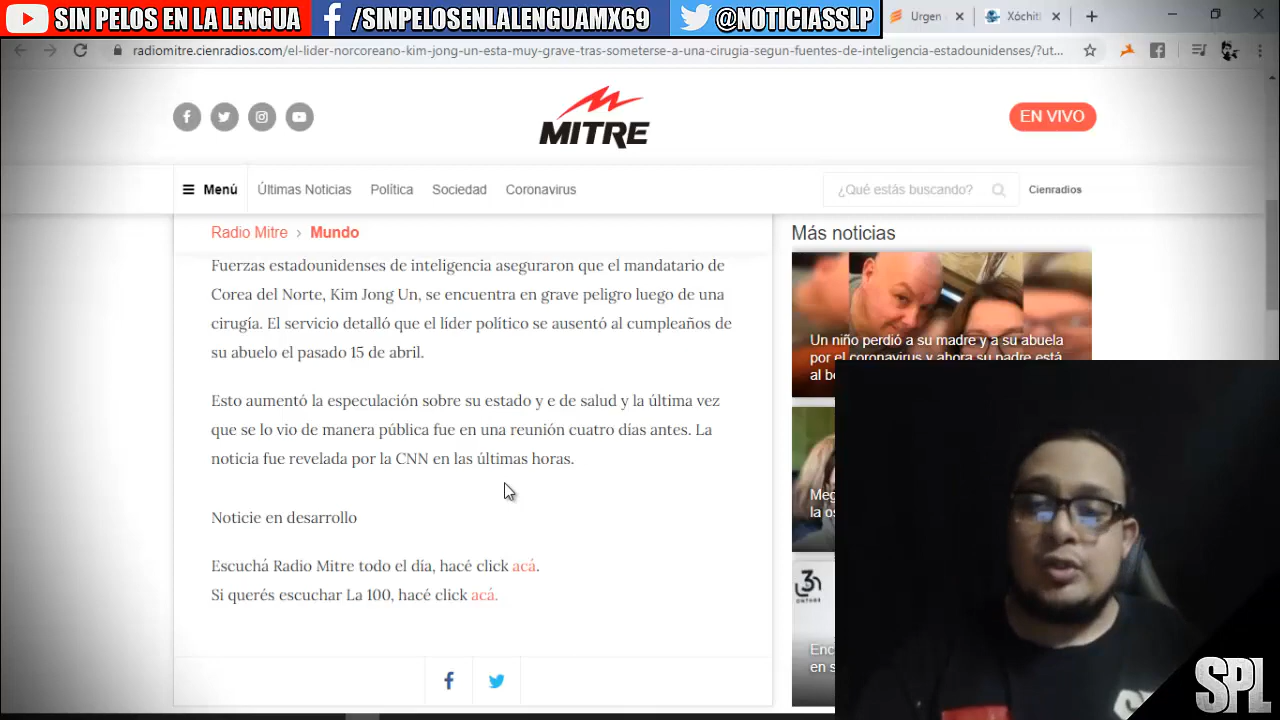 SIN PELOS EN LA LENGUA
/SINPELOSENLALENGUAMX69
@NOTICIASSLP
Urgen
Xóchitl
radiomitre.cienradios.com/el-lider-norcoreano-kim-jong-un-esta-muy-grave-tras-someterse-a-una-cirugia-segun-fuentes-de-inteligencia-estadounidenses/?ut...
MITRE
EN VIVO
Menú
Últimas Noticias
Política
Sociedad
Coronavirus
¿Qué estás buscando?
Cienradios
Radio Mitre › Mundo
Fuerzas estadounidenses de inteligencia aseguraron que el mandatario de
Corea del Norte, Kim Jong Un, se encuentra en grave peligro luego de una
cirugía. El servicio detalló que el líder político se ausentó al cumpleaños de
su abuelo el pasado 15 de abril.
Esto aumentó la especulación sobre su estado y e de salud y la última vez
que se lo vio de manera pública fue en una reunión cuatro días antes. La
noticia fue revelada por la CNN en las últimas horas.
Noticie en desarrollo
Escuchá Radio Mitre todo el día, hacé click acá.
Si querés escuchar La 100, hacé click acá.
Más noticias
Un niño perdió a su madre y a su abuela
por el coronavirus y ahora su padre está
al
la
en
SPL